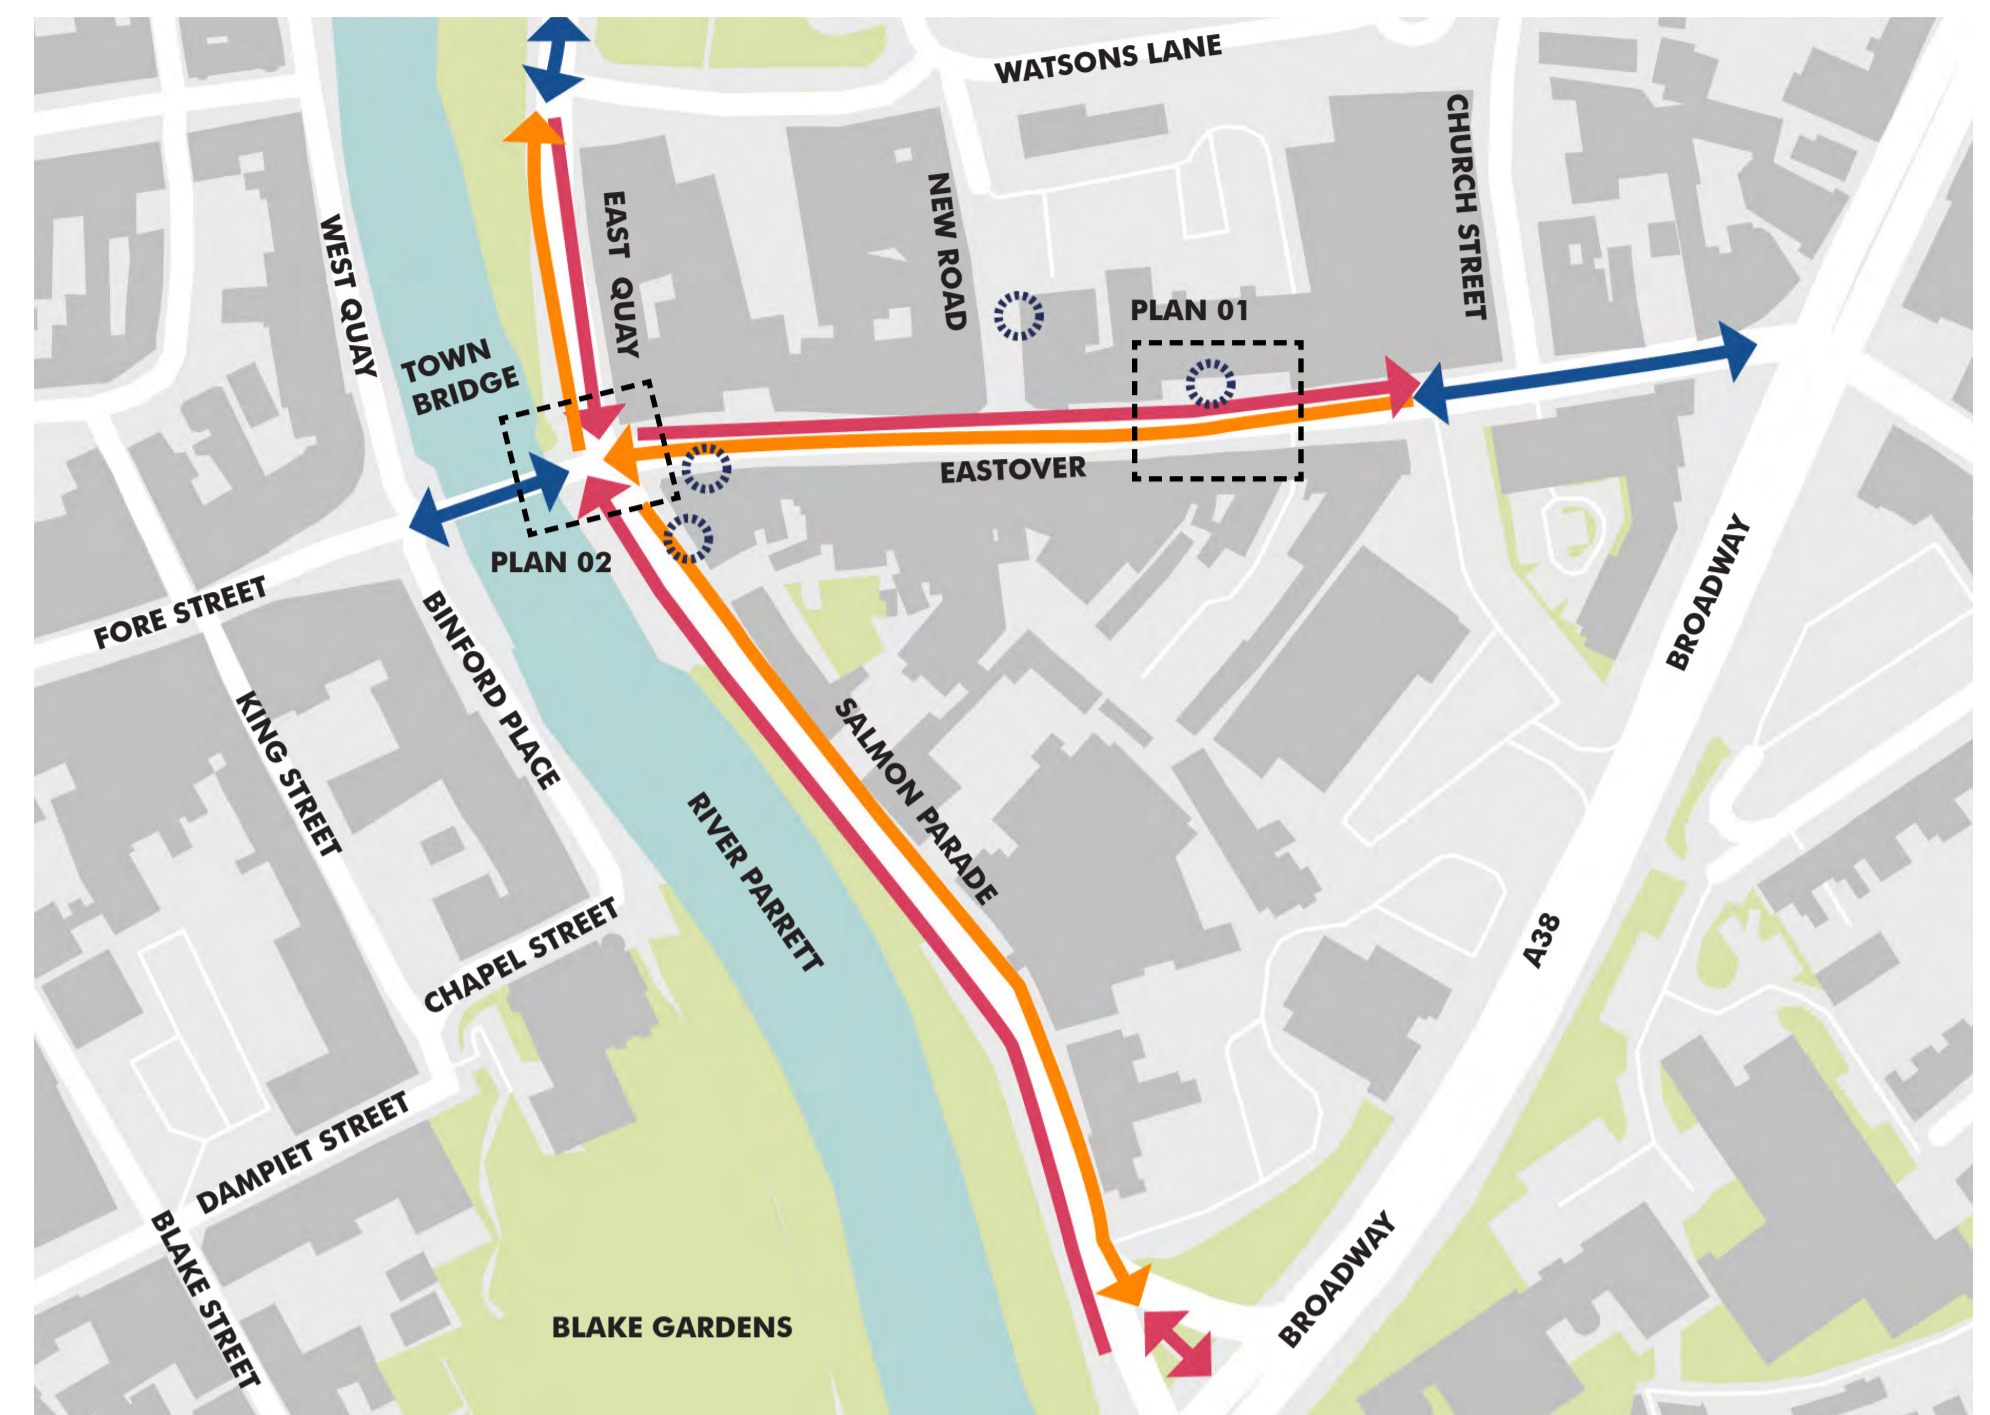 WATSONS LANE
CHURCH STREET
EAST QUAY
NEW ROAD
WEST QUAY
PLAN 01
TOWN
BRIDGE
EASTOVER
PLAN 02
BROADWAY
FORE STREET
BINFORD PLACE
KING STREET
SALMON PARADE
RIVER PARRETT
A38
CHAPEL STREET
DAMPIET STREET
BLAKE STREET
BROADWAY
BLAKE GARDENS